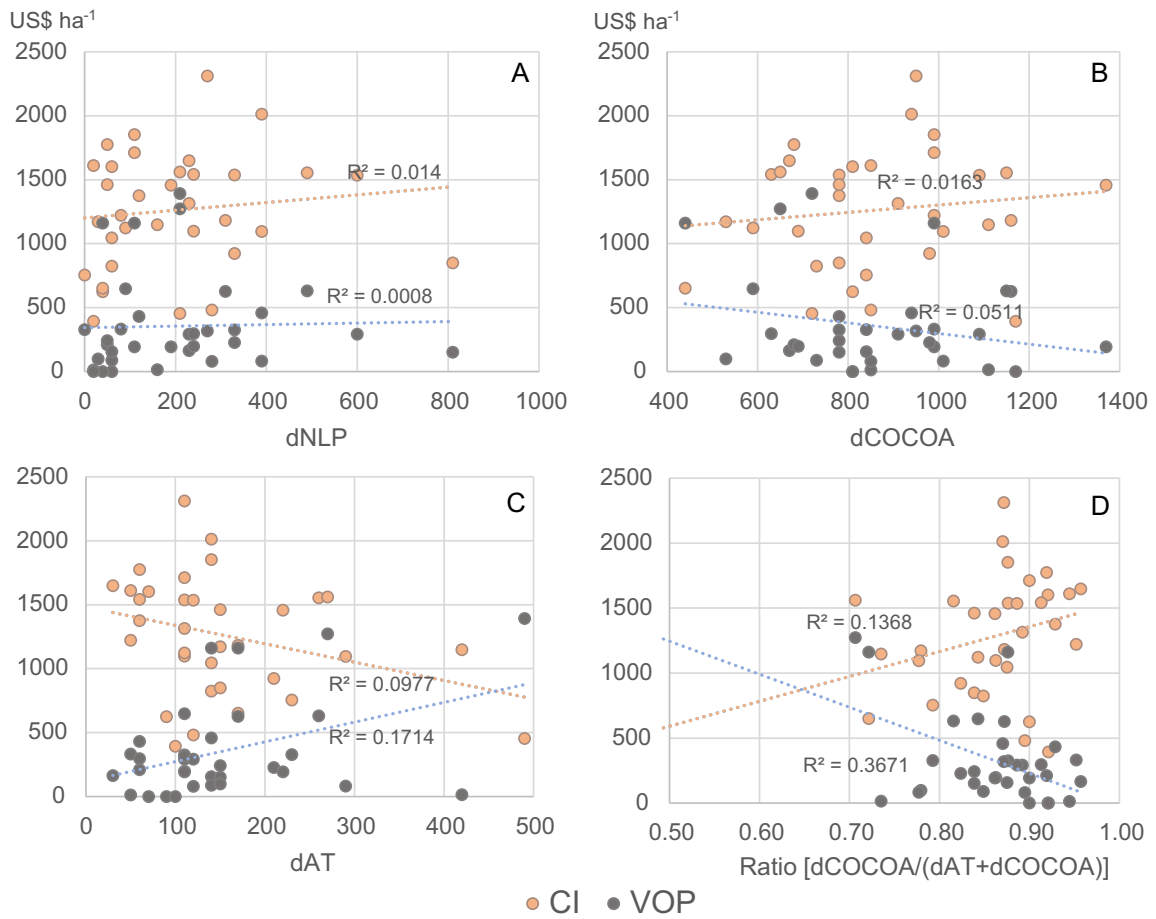 US$ ha⁻¹
2500
2000
1500
1000
500
0
A
R² = 0.014
R² = 0.0008
0 200 400 600 800 1000
dNLP
US$ ha⁻¹
2500
2000
1500
1000
500
0
B
R² = 0.0163
R² = 0.0511
400 600 800 1000 1200 1400
dCOCOA
2500
2000
1500
1000
500
0
C
R² = 0.0977
R² = 0.1714
0 100 200 300 400 500
dAT
2500
2000
1500
1000
500
0
D
R² = 0.1368
R² = 0.3671
0.50 0.60 0.70 0.80 0.90 1.00
Ratio [dCOCOA/(dAT+dCOCOA)]
CI VOP